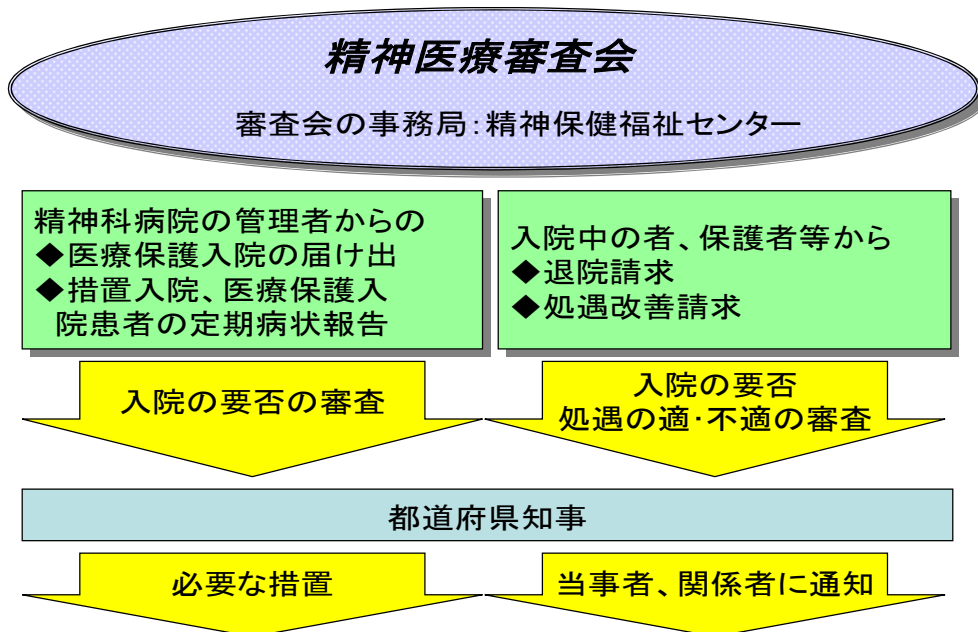 精神医療審査会
審査会の事務局:精神保健福祉センター
精神科病院の管理者からの
◆医療保護入院の届け出
◆措置入院、医療保護入
院患者の定期病状報告
入院中の者、保護者等から
◆退院請求
◆処遇改善請求
入院の要否の審査
入院の要否
処遇の適・不適の審査
都道府県知事
必要な措置
当事者、関係者に通知